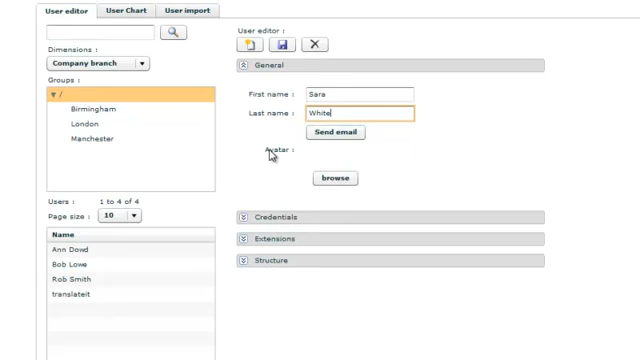 User editor
User Chart
User import
Dimensions :
Company branch
Groups :
/
Birmingham
London
Manchester
Users : 1 to 4 of 4
Page size : 10
Name
Ann Dowd
Bob Lowe
Rob Smith
translateit
User editor :
General
First name : Sara
Last name : White
Send email
Avatar :
browse
Credentials
Extensions
Structure